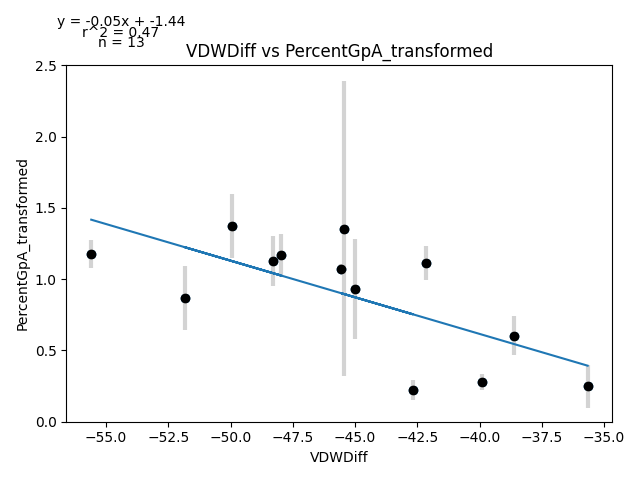 y = -0.05x + -1.44
r^2 = 0.47
n = 13
VDWDiff vs PercentGpA_transformed
2.5
2.0
1.5
1.0
0.5
0.0
PercentGpA_transformed
−55.0 −52.5 −50.0 −47.5 −45.0 −42.5 −40.0 −37.5 −35.0
VDWDiff